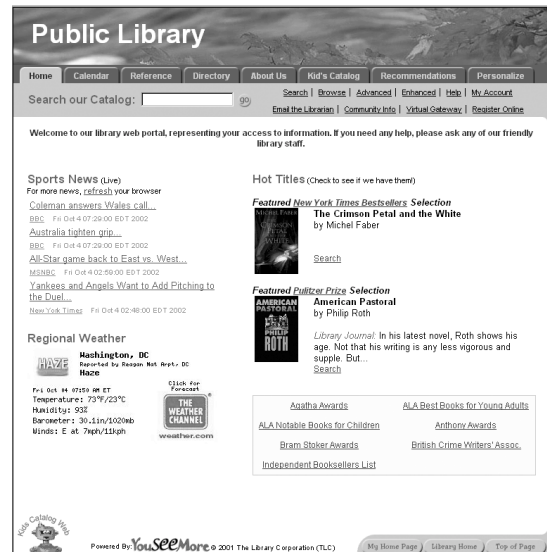 Public Library
Home Calendar Reference Directory About Us Kid's Catalog Recommendations Personalize
Search our Catalog: go
Search | Browse | Advanced | Enhanced | Help | My Account
Email the Librarian | Community Info | Virtual Gateway | Register Online
Welcome to our library web portal, representing your access to information. If you need any help, please ask any of our friendly
library staff.
Sports News (Live)
For more news, refresh your browser
Coleman answers Wales call...
BBC Fri Oct 4 07:29:00 EDT 2002
Australia tighten grip...
BBC Fri Oct 4 07:29:00 EDT 2002
All-Star game back to East vs. West...
MSNBC Fri Oct 4 02:59:00 EDT 2002
Yankees and Angels Want to Add Pitching to
the Duel...
New York Times Fri Oct 4 02:48:00 EDT 2002
Regional Weather
HAZE
Washington, DC
Reported by Reagan Nat Arpt, DC
Haze
Fri Oct 04 07:50 AM ET
Temperature: 73°F/23°C
Humidity: 93%
Barometer: 30.1in/1020mb
Winds: E at 7mph/11kph
Click for
Forecast
THE
WEATHER
CHANNEL
weather.com
Hot Titles (Check to see if we have them!)
Featured New York Times Bestsellers Selection
MICHEL FABER
THE
CRIMSON
PETAL
AND THE
WHITE
The Crimson Petal and the White
by Michel Faber
Search
Featured Pulitzer Prize Selection
AMERICAN
PASTORAL
PHILIP
ROTH
American Pastoral
by Philip Roth
Library Journal: In his latest novel, Roth shows his
age. Not that his writing is any less vigorous and
supple. But...
Search
Agatha Awards ALA Best Books for Young Adults
ALA Notable Books for Children Anthony Awards
Bram Stoker Awards British Crime Writers' Assoc.
Independent Booksellers List
Kids Catalog Web
Powered By: YouSeeMore © 2001 The Library Corporation (TLC)
My Home Page Library Home Top of Page